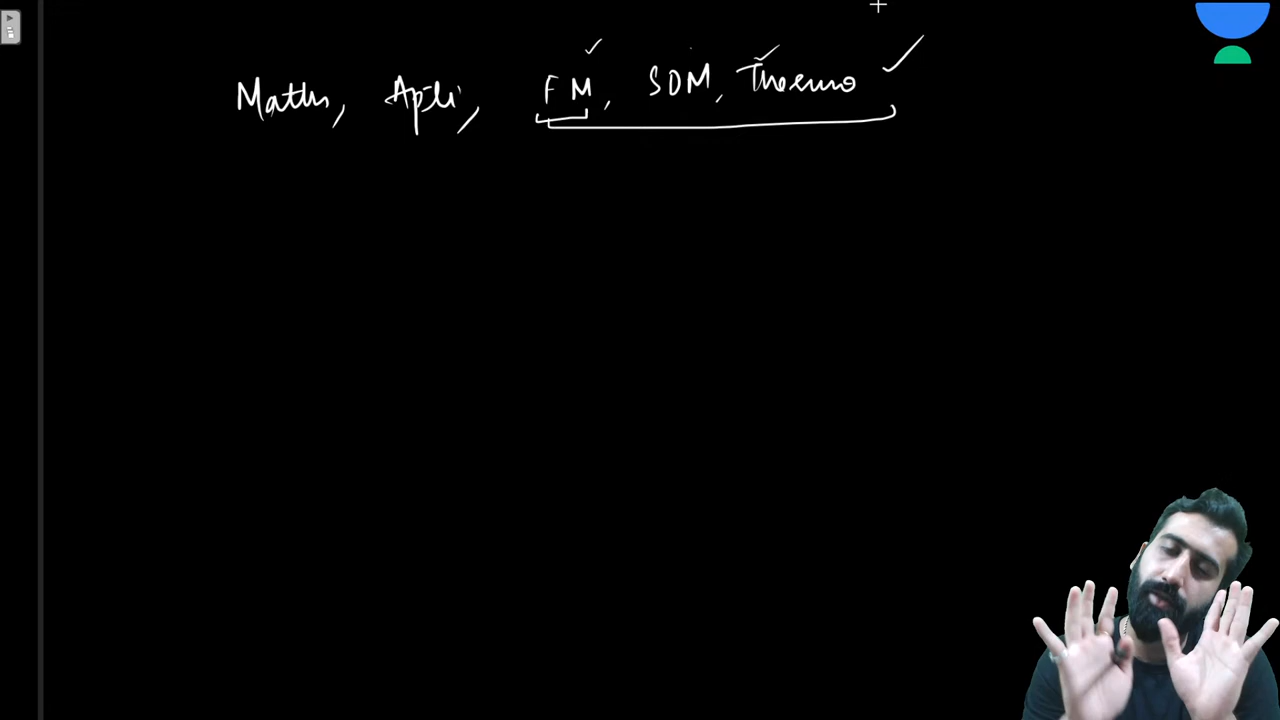 Maths, Apti, FM, SOM, Thermo